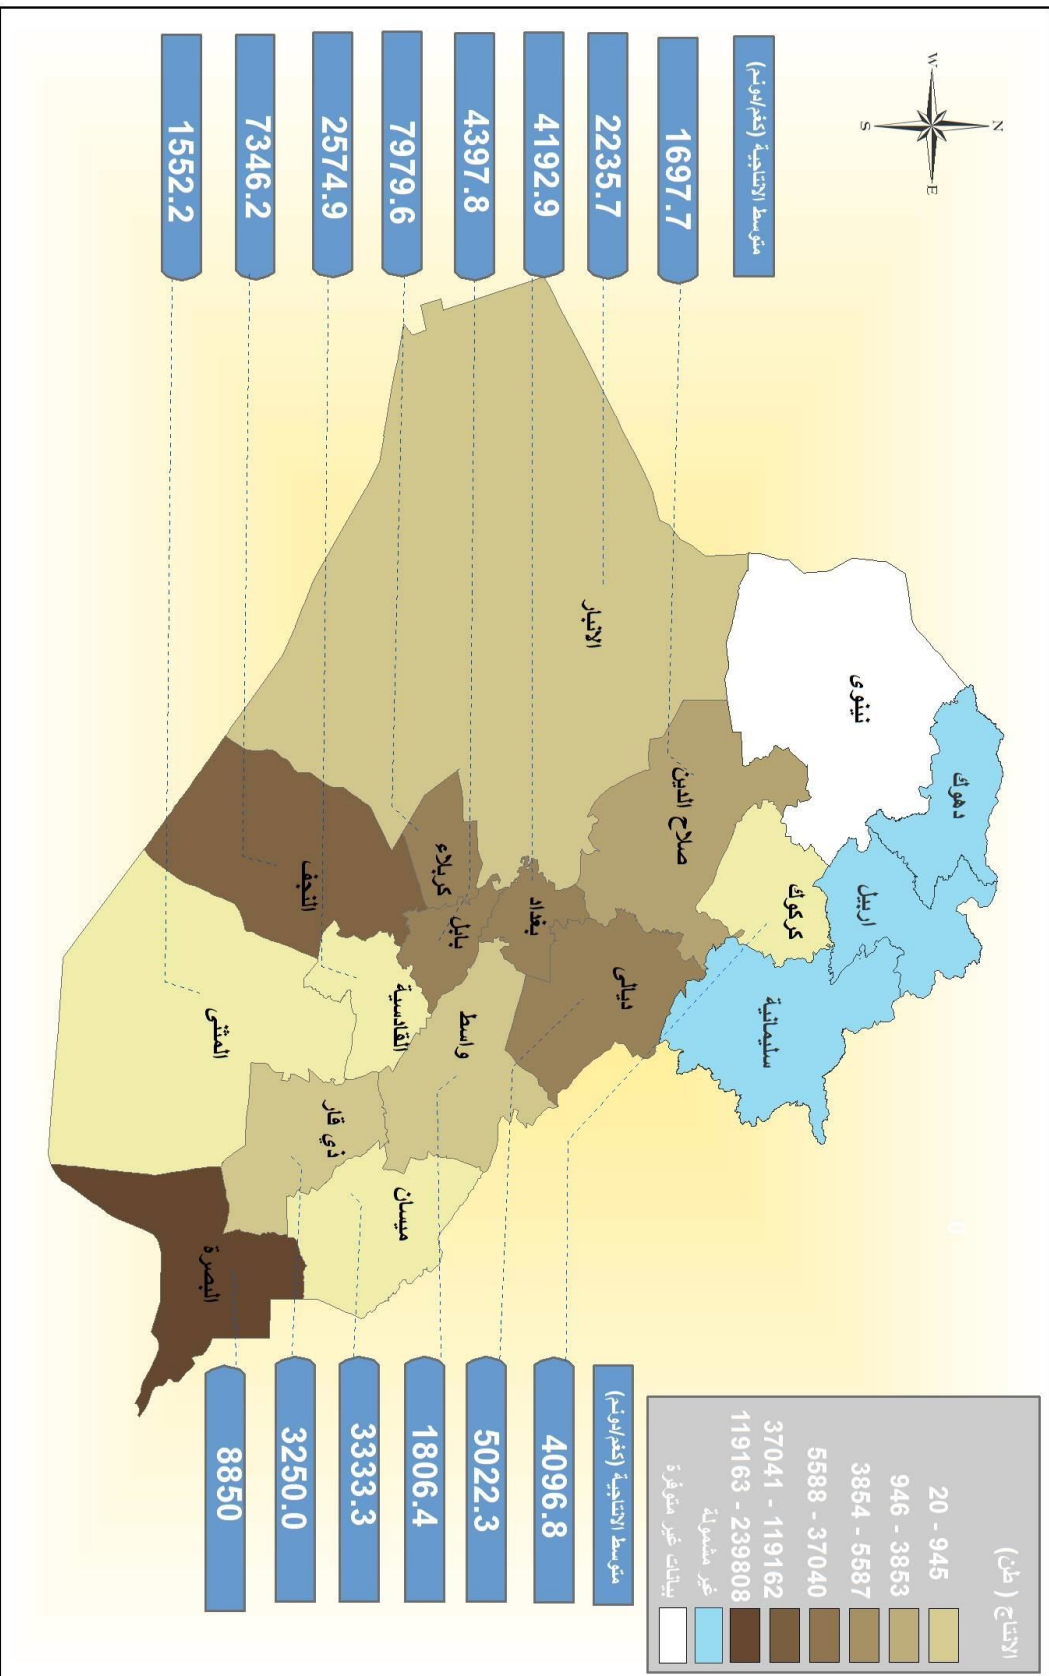 الانتاج ( طن)
20 - 945
946 - 3853
3854 - 5587
5588 - 37040
37041 - 119162
119163 - 239808
غير مشمولة
بيانات غير متوفرة
N
W
E
S
متوسط الانتاجية (كغم/دونم)
1697.7
2235.7
4192.9
4397.8
7979.6
2574.9
7346.2
1552.2
دهوك
نينوى
اربيل
كركوك
سليمانية
صلاح الدين
ديالى
الانبار
بغداد
واسط
بابل
كربلاء
القادسية
ميسان
ذي قار
النجف
المثنى
البصرة
0
متوسط الانتاجية (كغم/دونم)
4096.8
5022.3
1806.4
3333.3
3250.0
8850